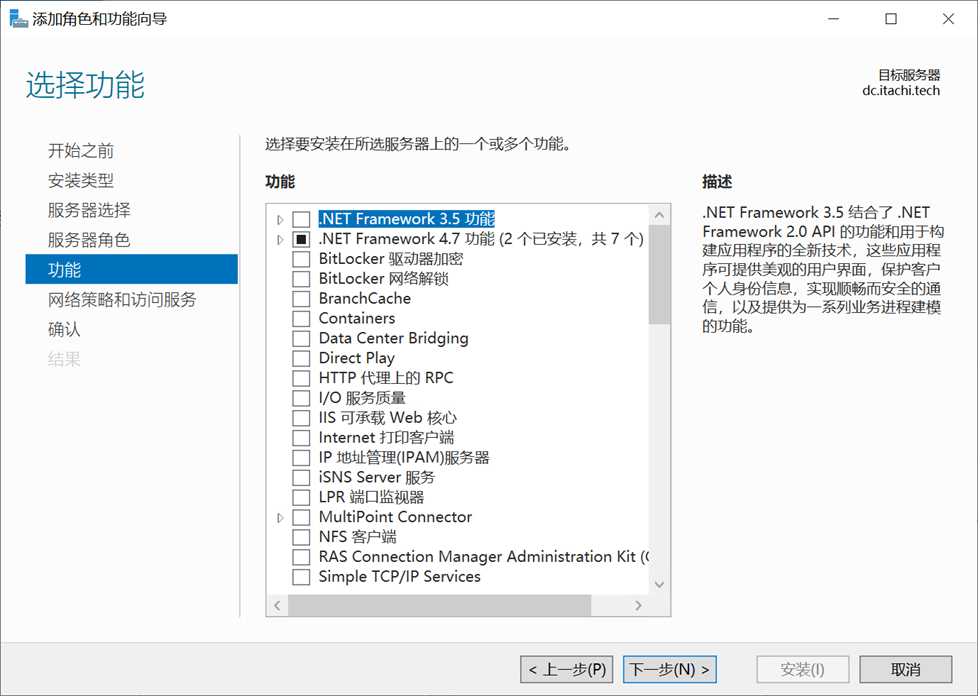 添加角色和功能向导
选择功能
目标服务器
dc.itachi.tech
开始之前
安装类型
服务器选择
服务器角色
功能
网络策略和访问服务
确认
结果
选择要安装在所选服务器上的一个或多个功能。
功能
.NET Framework 3.5 功能
.NET Framework 4.7 功能 (2 个已安装，共 7 个)
BitLocker 驱动器加密
BitLocker 网络解锁
BranchCache
Containers
Data Center Bridging
Direct Play
HTTP 代理上的 RPC
I/O 服务质量
IIS 可承载 Web 核心
Internet 打印客户端
IP 地址管理(IPAM)服务器
iSNS Server 服务
LPR 端口监视器
MultiPoint Connector
NFS 客户端
RAS Connection Manager Administration Kit (
Simple TCP/IP Services
描述
.NET Framework 3.5 结合了 .NET
Framework 2.0 API 的功能和用于构
建应用程序的全新技术，这些应用程
序可提供美观的用户界面，保护客户
个人身份信息，实现顺畅而安全的通
信，以及提供为一系列业务进程建模
的功能。
< 上一步(P)
下一步(N) >
安装(I)
取消